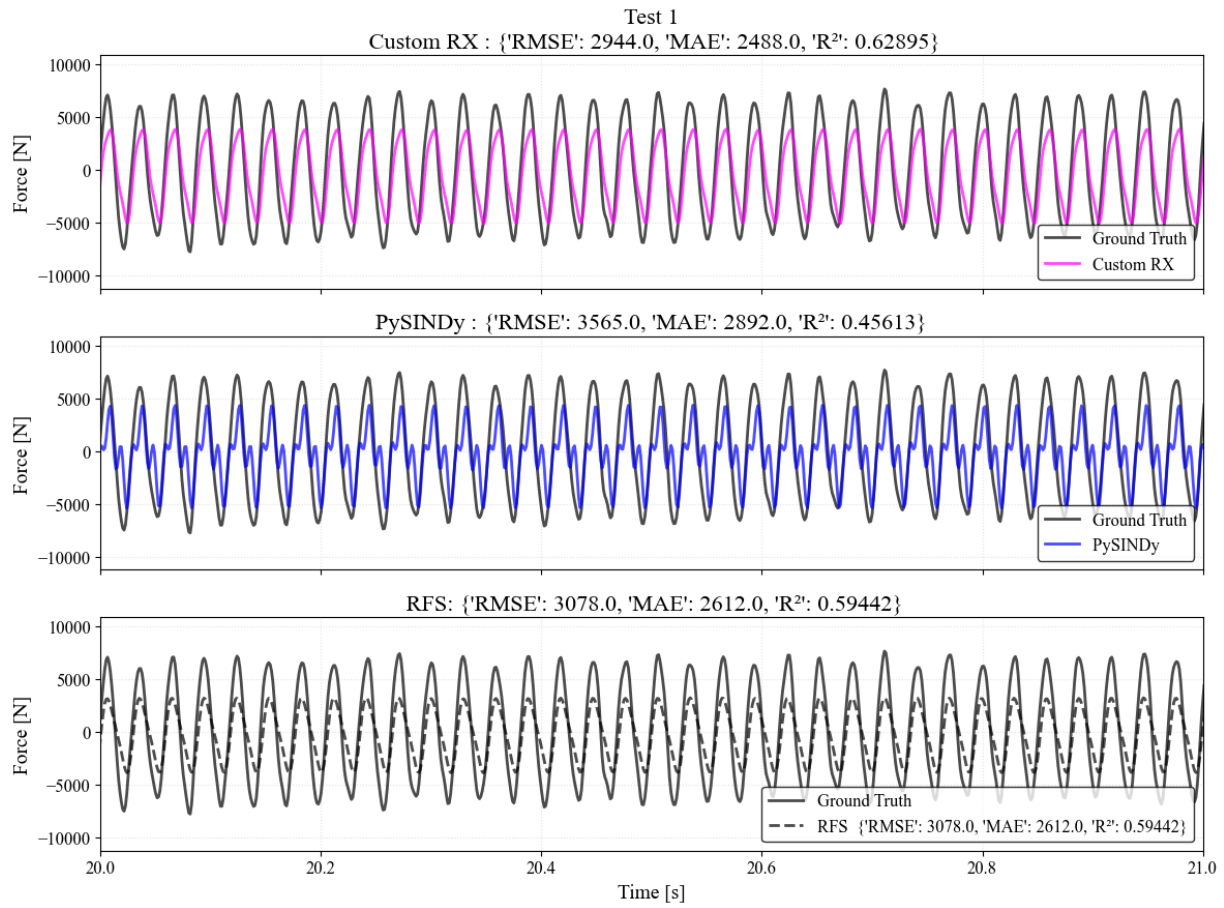 Test 1
Custom RX : {'RMSE': 2944.0, 'MAE': 2488.0, 'R²': 0.62895}
10000
5000
0
−5000
−10000
Force [N]
Ground Truth
Custom RX
PySINDy : {'RMSE': 3565.0, 'MAE': 2892.0, 'R²': 0.45613}
10000
5000
0
−5000
−10000
Force [N]
Ground Truth
PySINDy
RFS: {'RMSE': 3078.0, 'MAE': 2612.0, 'R²': 0.59442}
10000
5000
0
−5000
−10000
Force [N]
Ground Truth
RFS {'RMSE': 3078.0, 'MAE': 2612.0, 'R²': 0.59442}
20.0 20.2 20.4 20.6 20.8 21.0
Time [s]